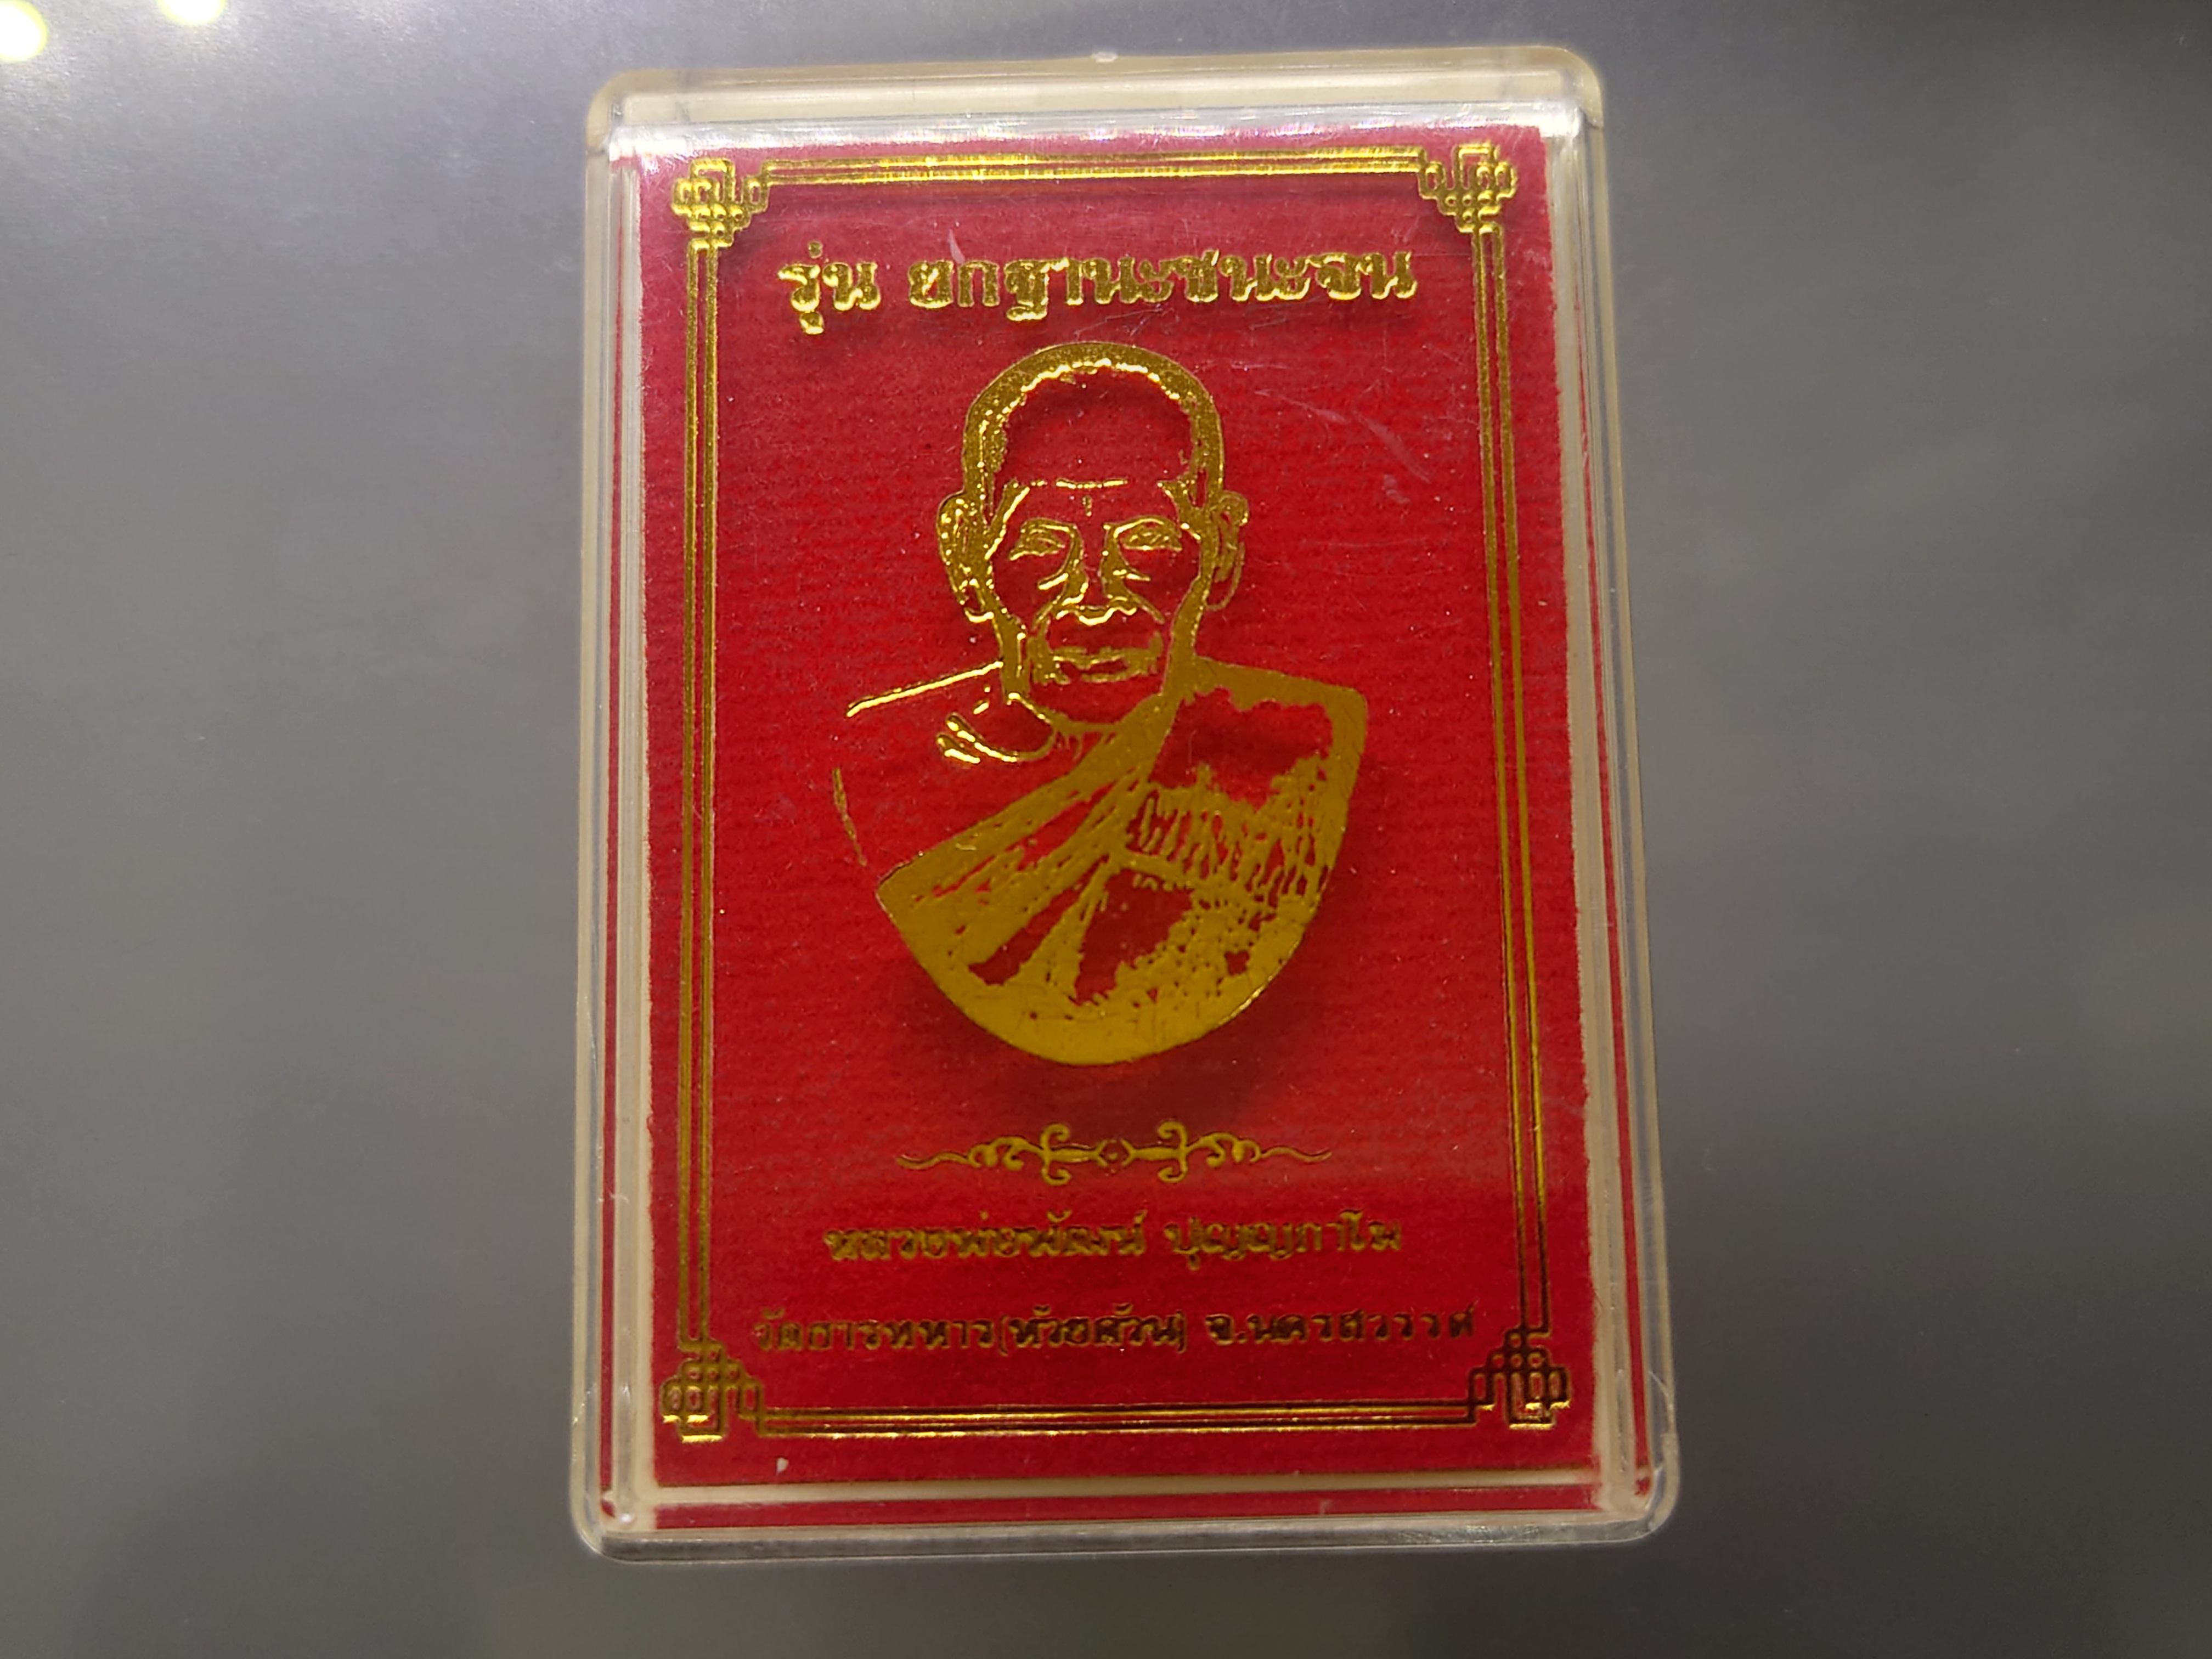 รุ่น ยกฐานะชนะจน
หลวงพ่อพัฒน์ ปุญญกาโม
วัดธารทหาร(ห้วยด้วน) จ.นครสวรรค์